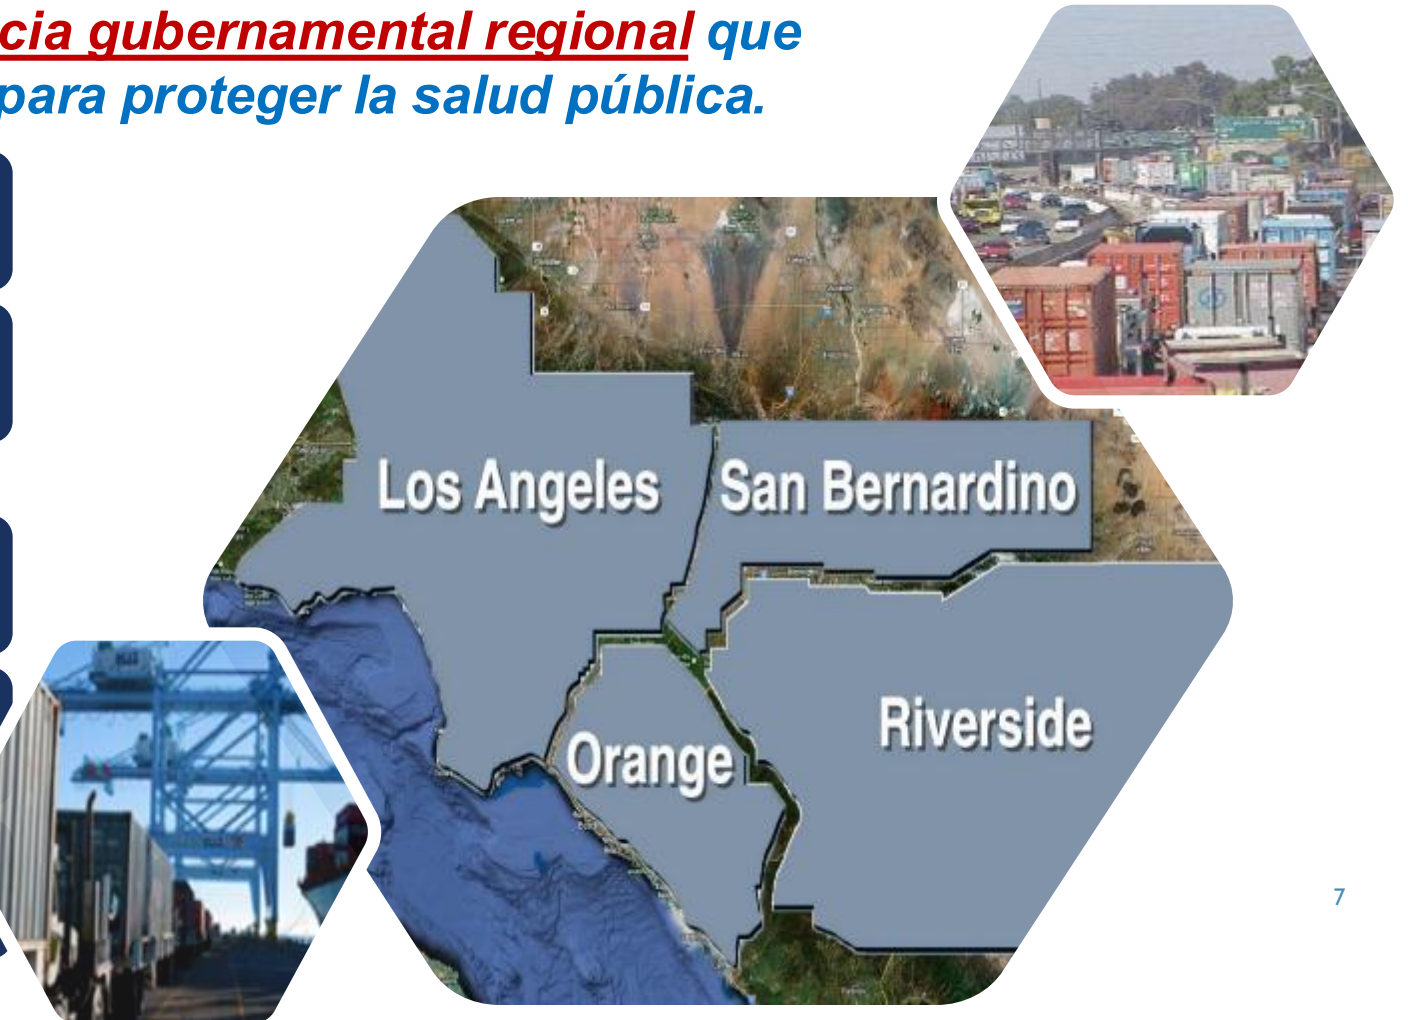 cia gubernamental regional que
para proteger la salud pública.
Los Angeles
San Bernardino
Riverside
Orange
7